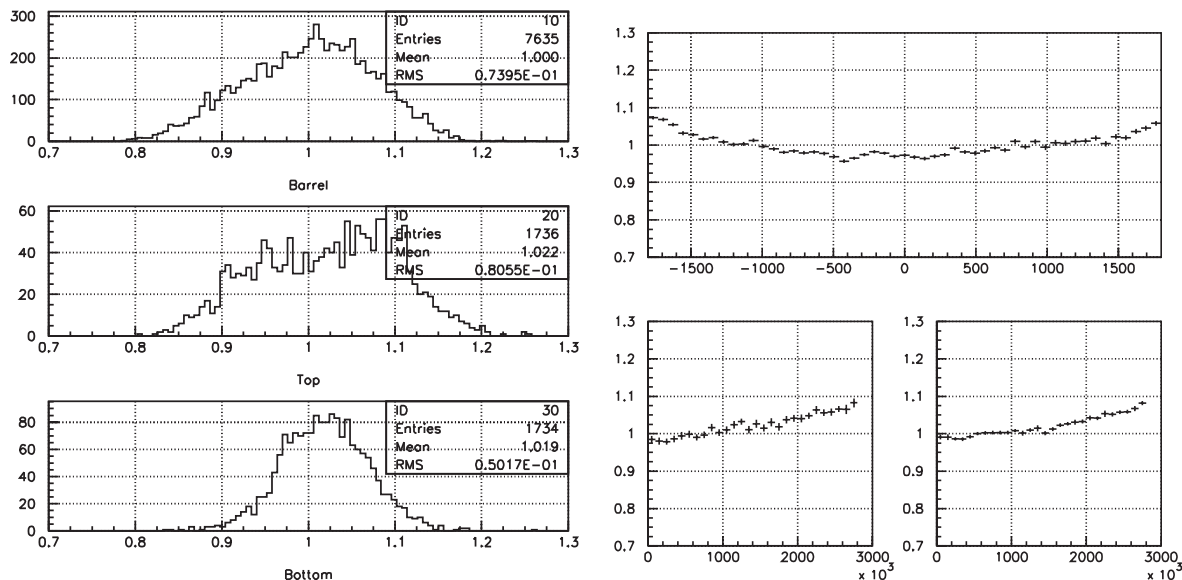 300
200
100
0
ID 10
Entries 7635
Mean 1.000
RMS 0.7395E-01
0.7 0.8 0.9 1 1.1 1.2 1.3
Barrel
60
40
20
0
ID 20
Entries 1736
Mean 1.022
RMS 0.8055E-01
0.7 0.8 0.9 1 1.1 1.2 1.3
Top
80
60
40
20
0
ID 30
Entries 1734
Mean 1.019
RMS 0.5017E-01
0.7 0.8 0.9 1 1.1 1.2 1.3
Bottom
1.3
1.2
1.1
1
0.9
0.8
0.7
−1500 −1000 −500 0 500 1000 1500
1.3
1.2
1.1
1
0.9
0.8
0.7
0 1000 2000 3000
× 10³
1.3
1.2
1.1
1
0.9
0.8
0.7
0 1000 2000 3000
× 10³